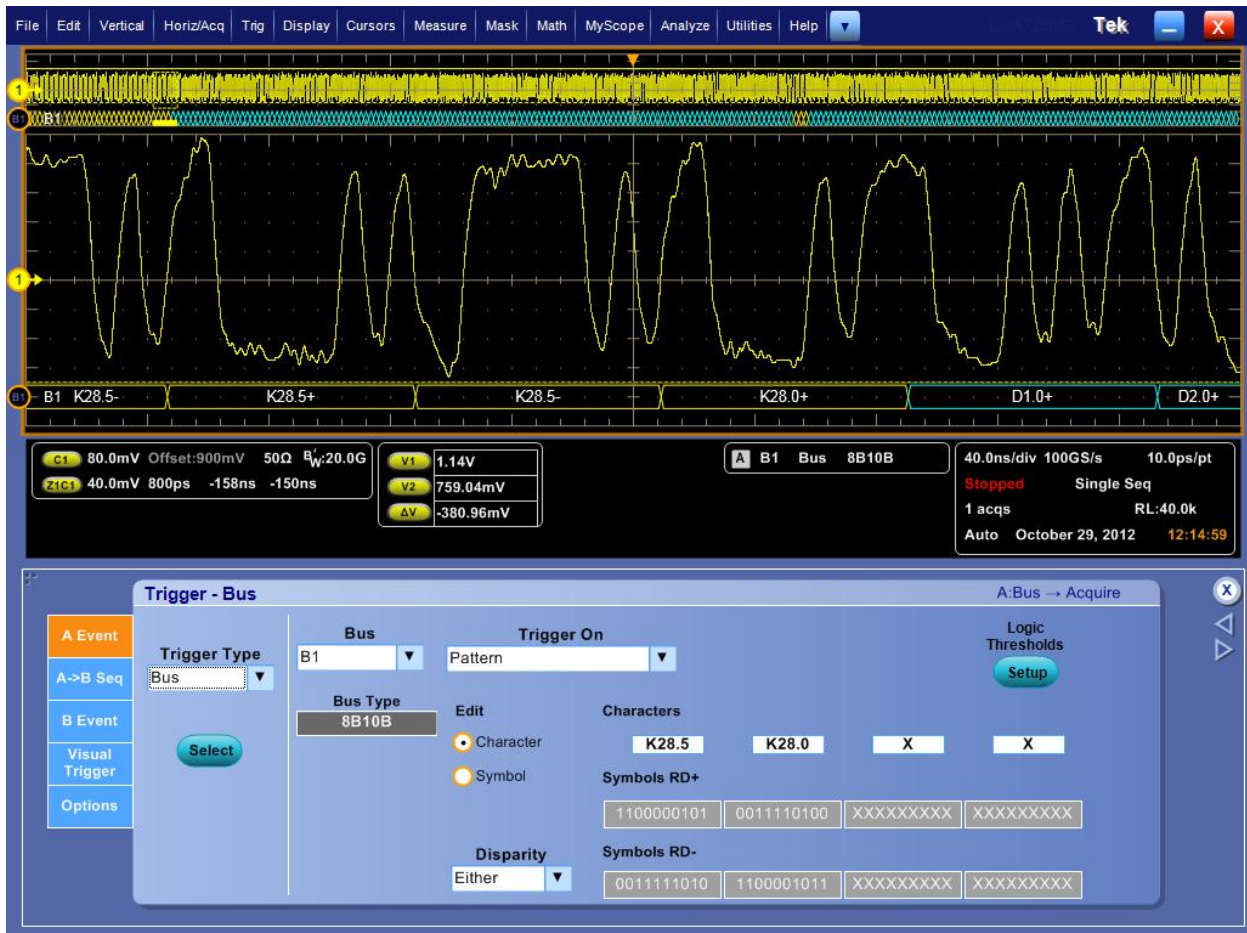 File Edit Vertical Horiz/Acq Trig Display Cursors Measure Mask Math MyScope Analyze Utilities Help Tek X
1
B1 B1
1
B1 B1 K28.5- K28.5+ K28.5- K28.0+ D1.0+ D2.0+
C1 80.0mV Offset:900mV 50Ω BW:20.0G
Z1C1 40.0mV 800ps -158ns -150ns
V1 1.14V
V2 759.04mV
ΔV -380.96mV
A B1 Bus 8B10B
40.0ns/div 100GS/s 10.0ps/pt
Stopped Single Seq
1 acqs RL:40.0k
Auto October 29, 2012 12:14:59
Trigger - Bus A:Bus → Acquire X
A Event
A->B Seq
B Event
Visual
Trigger
Options
Trigger Type
Bus
Select
Bus
B1
Bus Type
8B10B
Trigger On
Pattern
Logic
Thresholds
Setup
Edit
Character
Symbol
Characters
K28.5 K28.0 X X
Symbols RD+
1100000101 0011110100 XXXXXXXXX XXXXXXXXX
Disparity
Either
Symbols RD-
0011111010 1100001011 XXXXXXXXX XXXXXXXXX